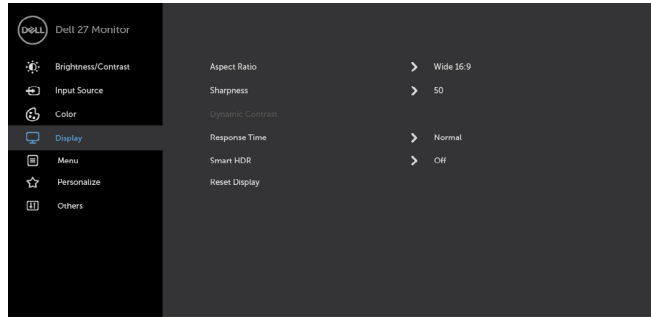 DELL Dell 27 Monitor
Brightness/Contrast
Input Source
Color
Display
Menu
Personalize
Others
Aspect Ratio Wide 16:9
Sharpness 50
Dynamic Contrast
Response Time Normal
Smart HDR Off
Reset Display